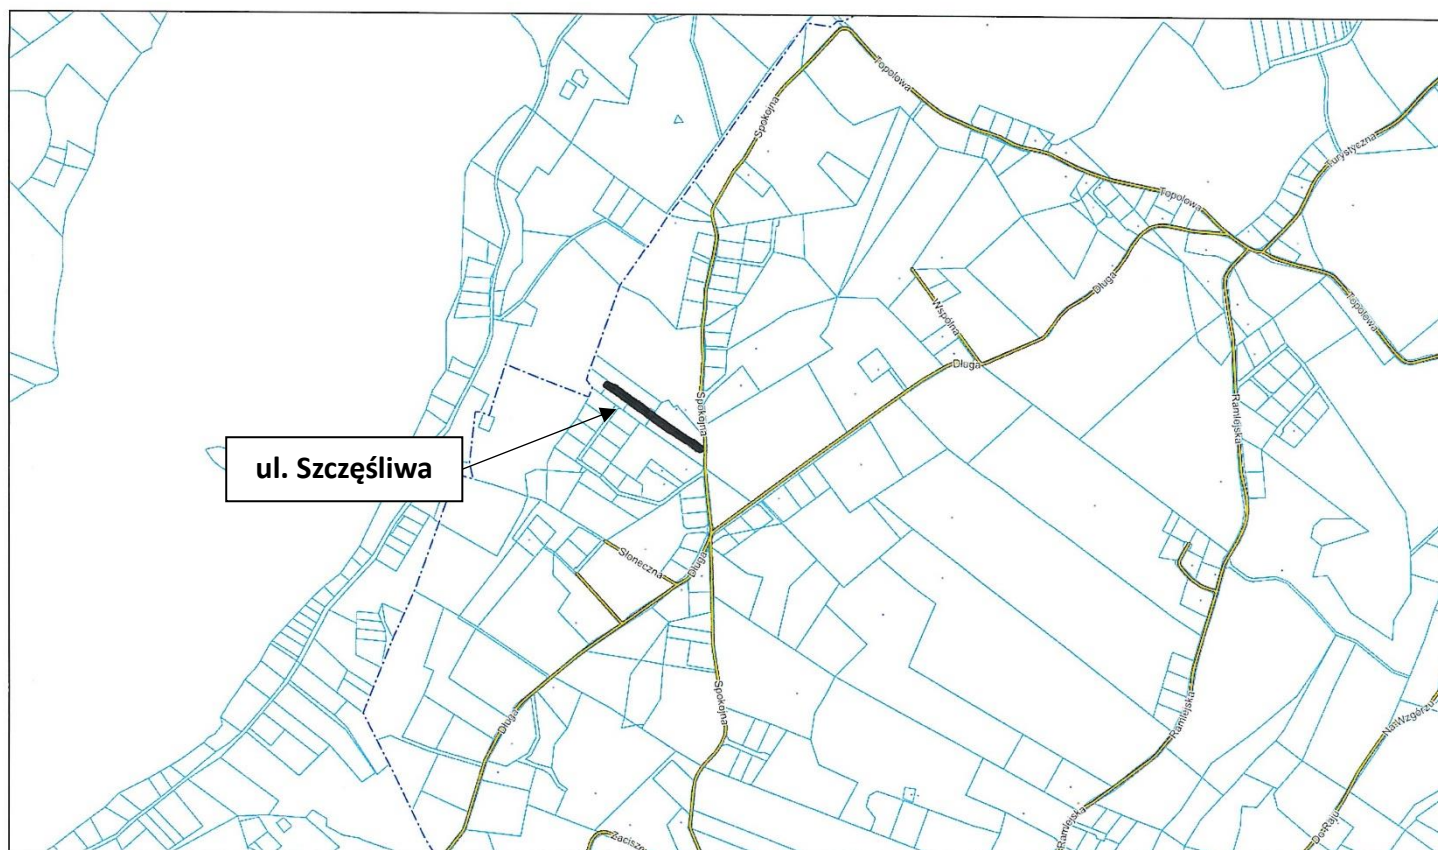 Topolowa
Spokojna
Turystyczna
Topolowa
Długa
Wspólna
Topolowa
Długa
Spokojna
Ramlejska
ul. Szczęśliwa
Słoneczna
Długa
Spokojna
Ramlejska
Długa
Na Wzgórzu
Ramlejska
Do Raju
Zacisze